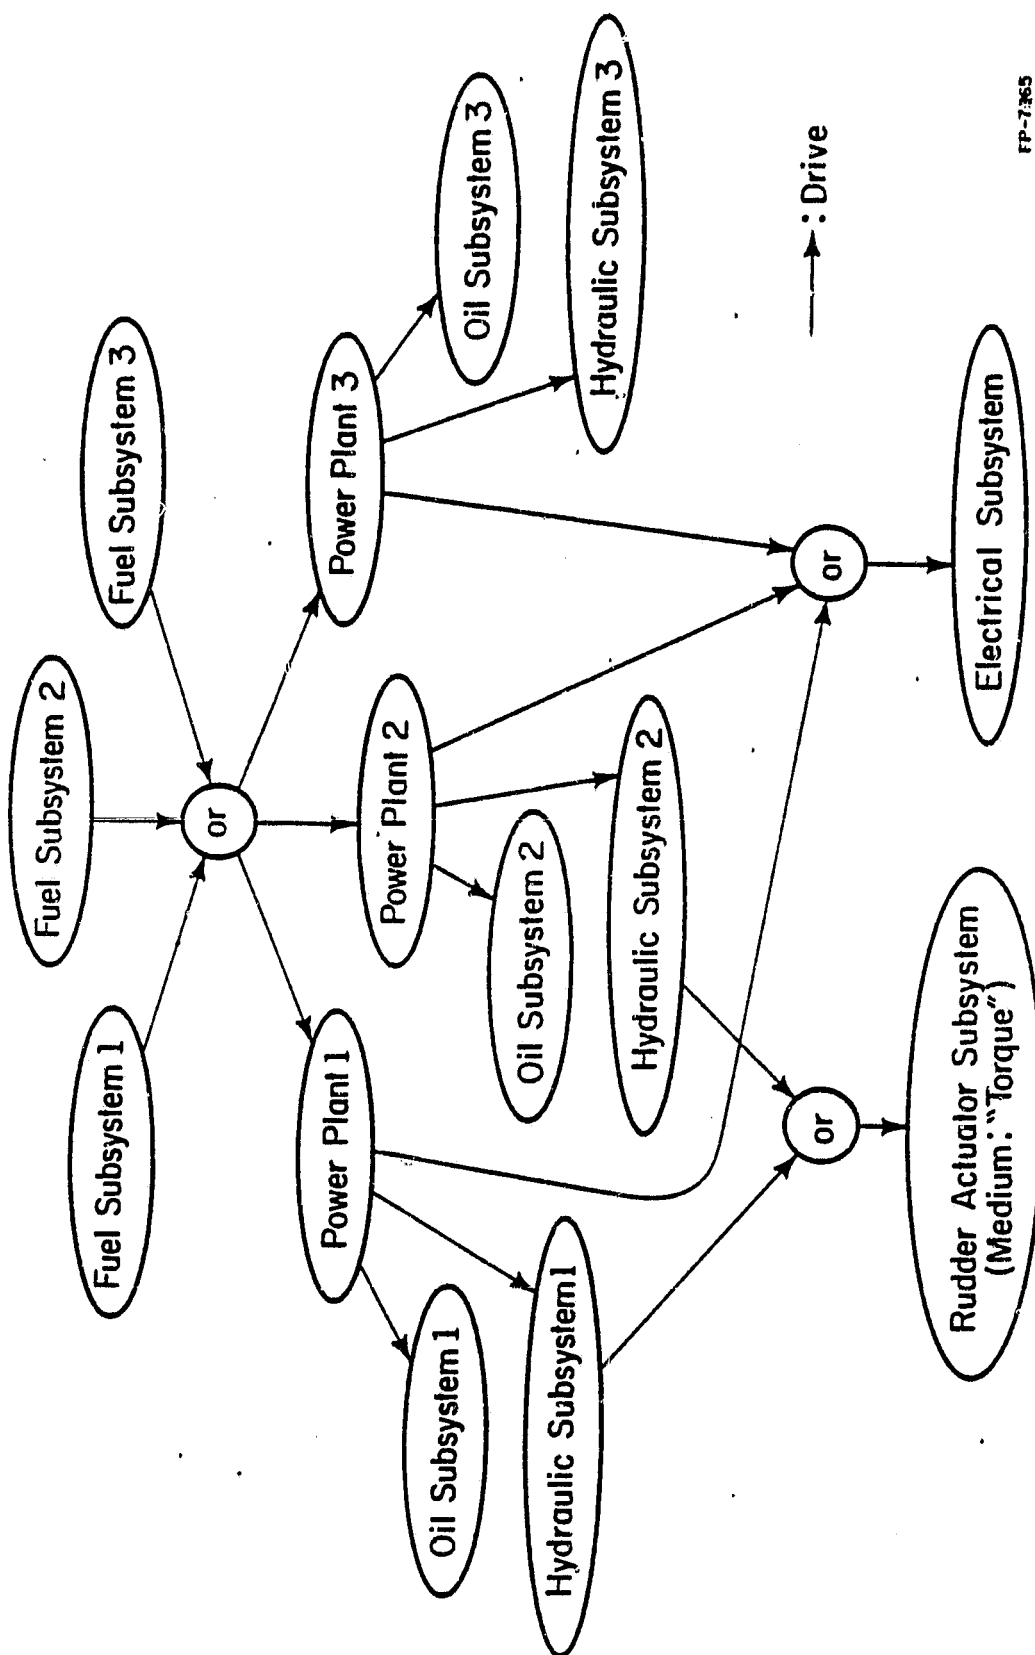 Fuel Subsystem 1
Fuel Subsystem 2
Fuel Subsystem 3
or
Power Plant 1
Power Plant 2
Power Plant 3
Oil Subsystem 1
Oil Subsystem 2
Oil Subsystem 3
Hydraulic Subsystem 1
Hydraulic Subsystem 2
Hydraulic Subsystem 3
or
or
: Drive
Rudder Actuator Subsystem
(Medium: "Torque")
Electrical Subsystem